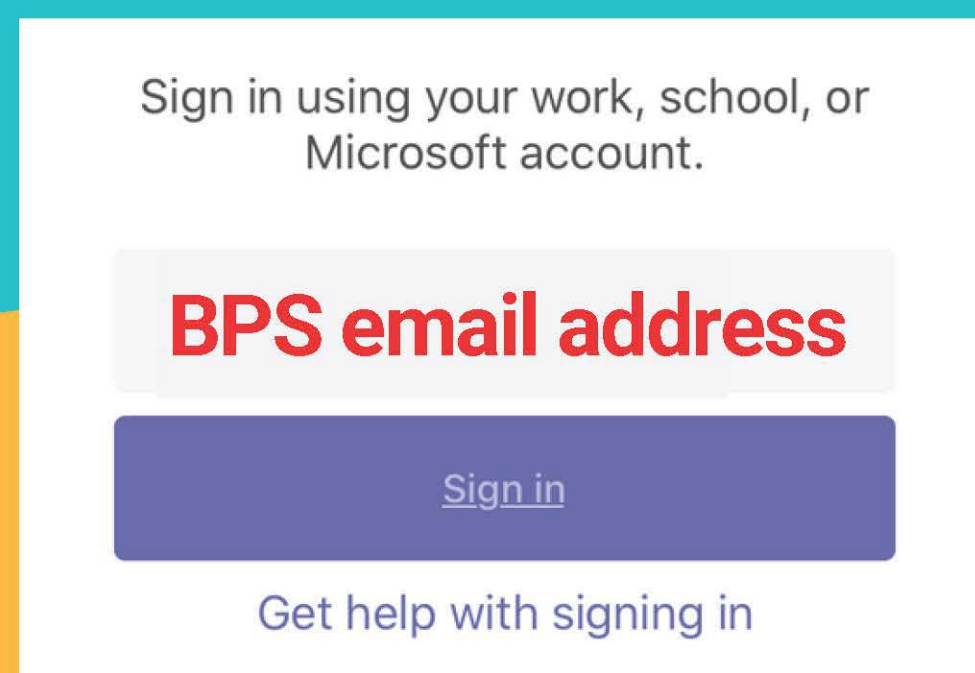 Sign in using your work, school, or
Microsoft account.
BPS email address
Sign in
Get help with signing in